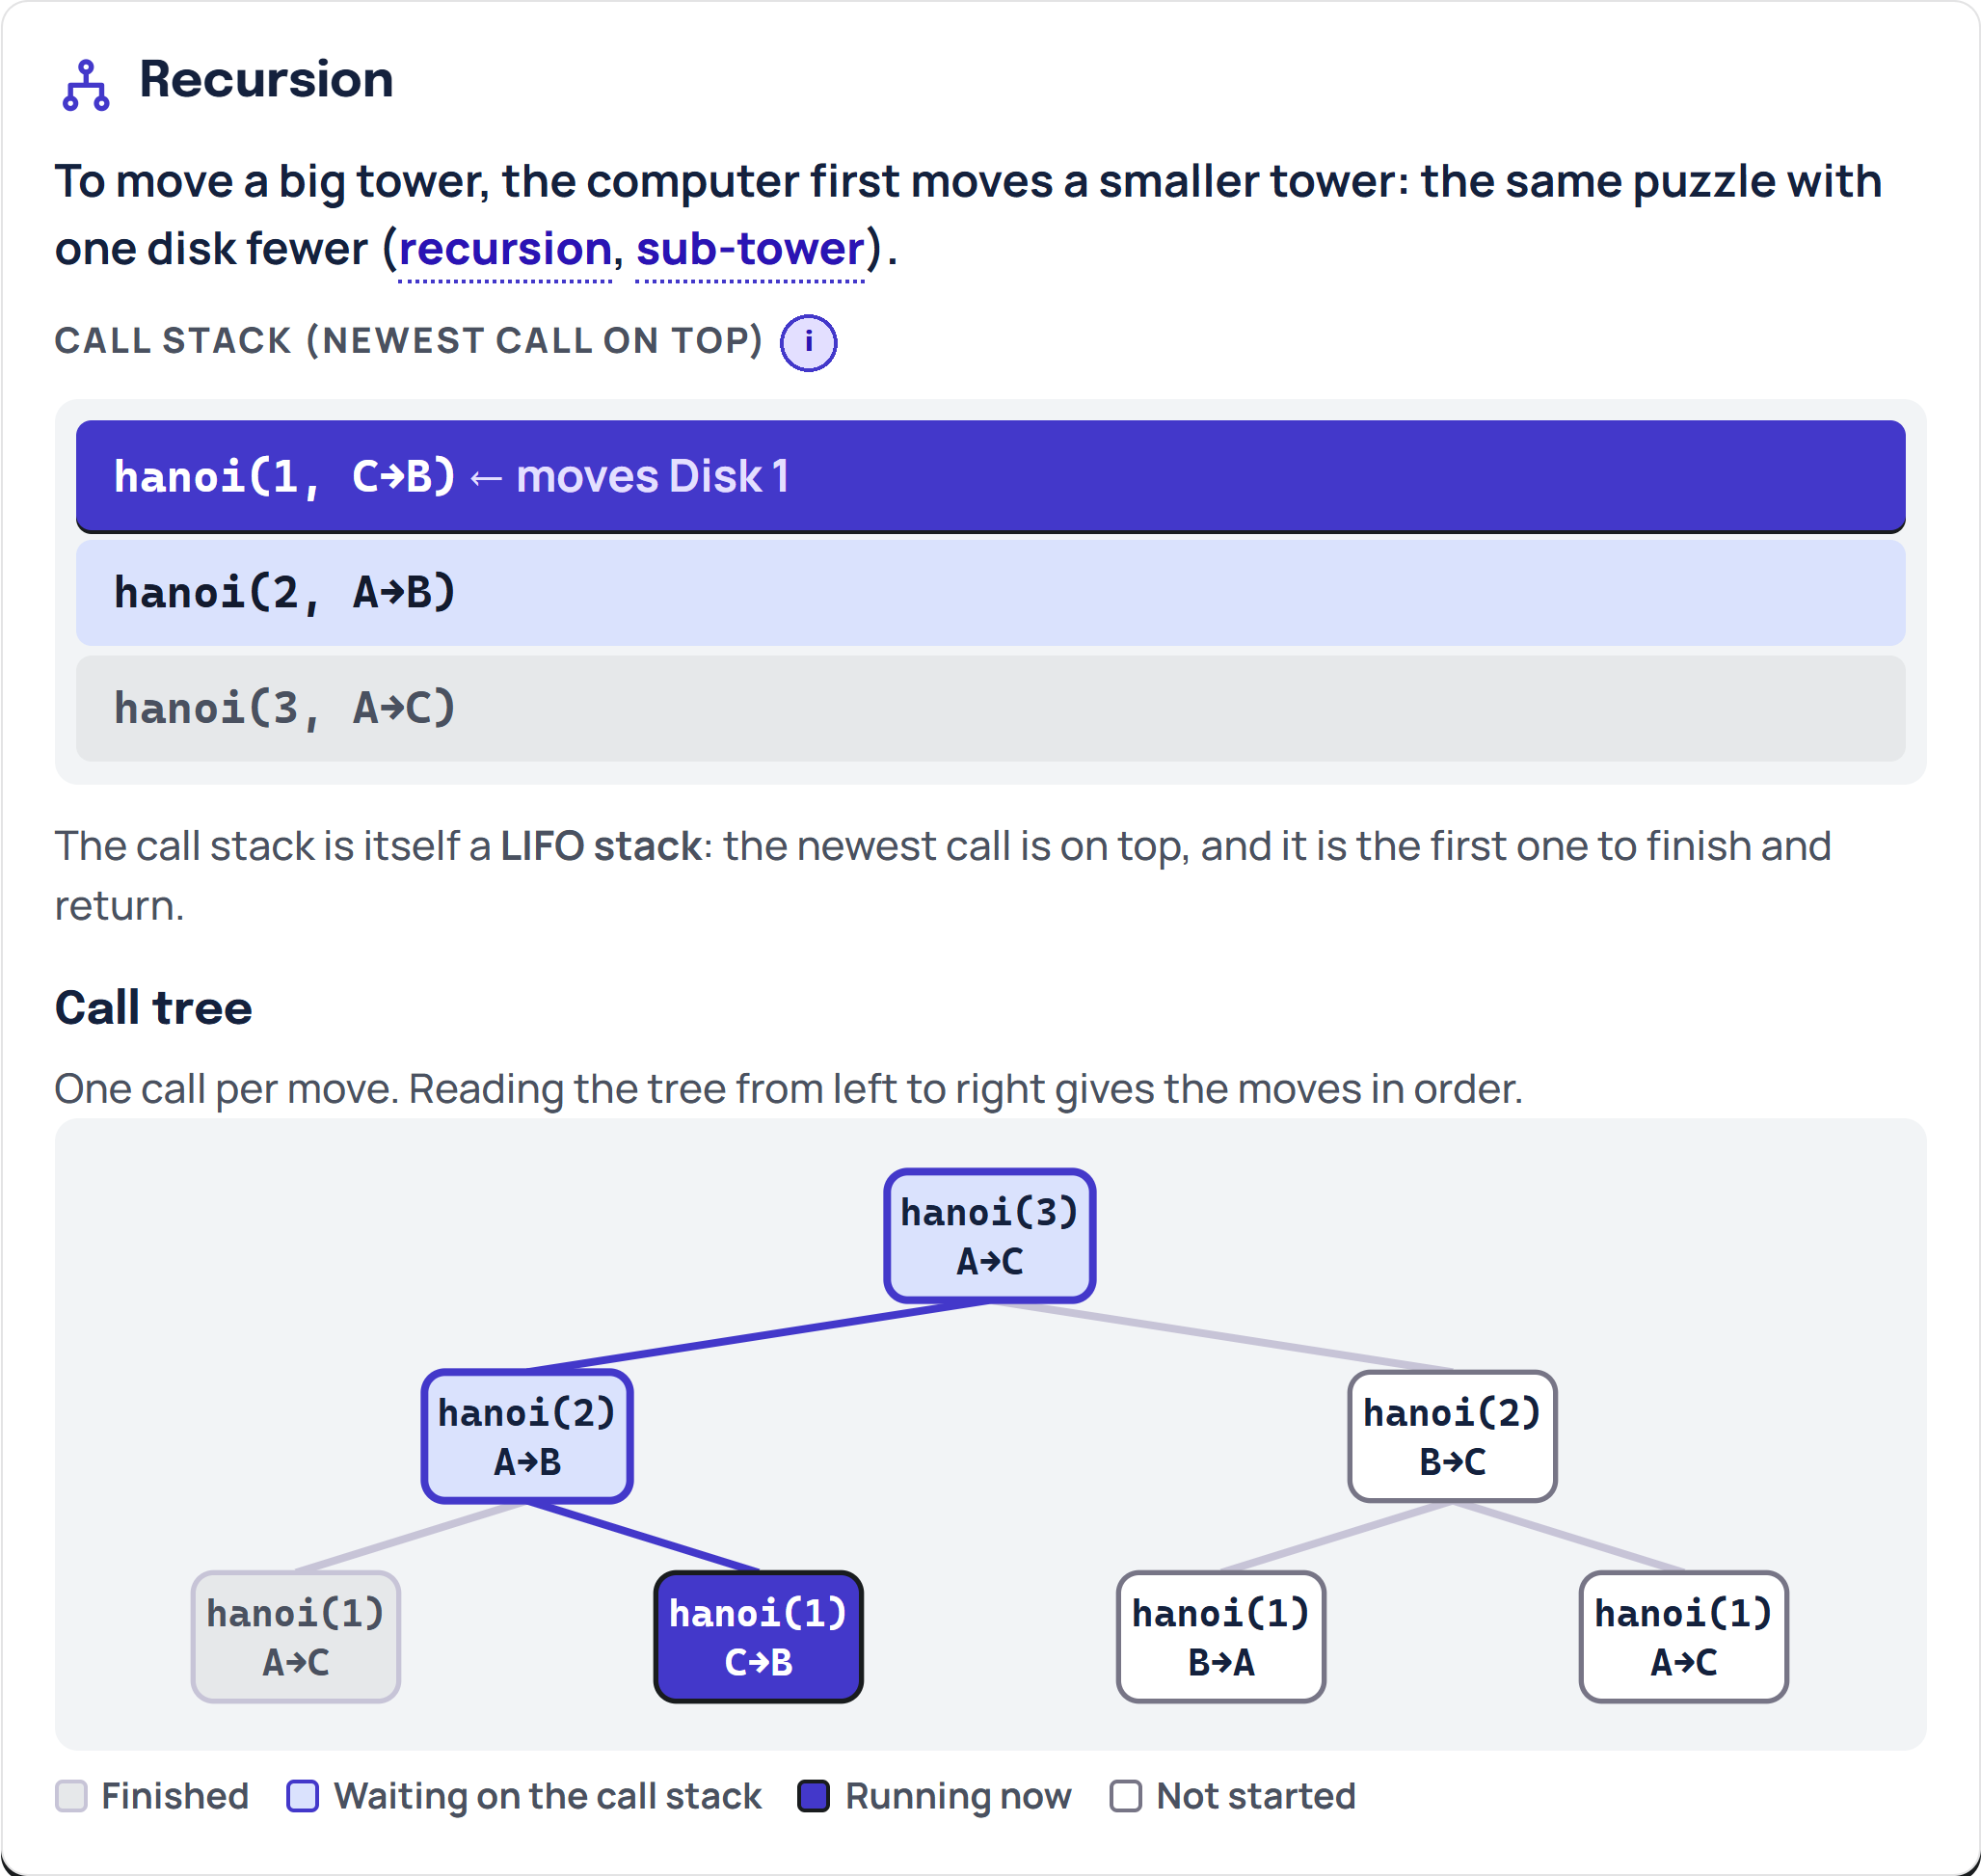 Recursion
To move a big tower, the computer first moves a smaller tower: the same puzzle with
one disk fewer (recursion, sub-tower).
CALL STACK (NEWEST CALL ON TOP) i
hanoi(1, C→B) ← moves Disk 1
hanoi(2, A→B)
hanoi(3, A→C)
The call stack is itself a LIFO stack: the newest call is on top, and it is the first one to finish and
return.
Call tree
One call per move. Reading the tree from left to right gives the moves in order.
hanoi(3)
A→C
hanoi(2)
A→B
hanoi(2)
B→C
hanoi(1)
A→C
hanoi(1)
C→B
hanoi(1)
B→A
hanoi(1)
A→C
Finished
Waiting on the call stack
Running now
Not started